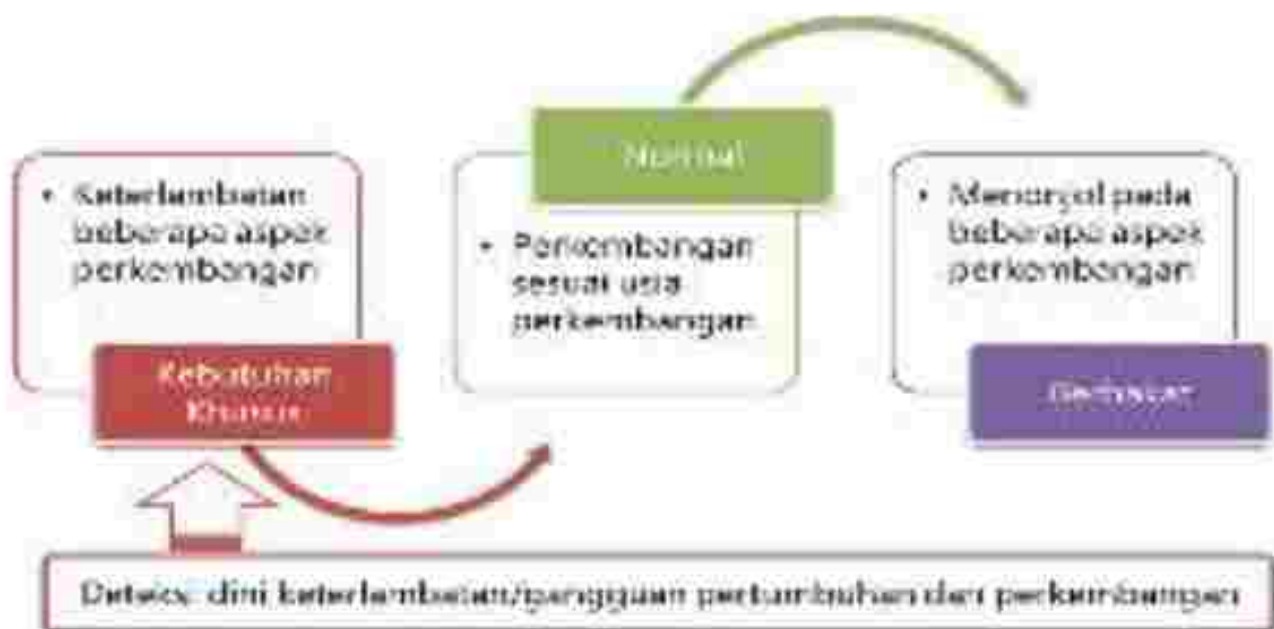 Normal
• Keterlambatan
beberapa aspek
perkembangan
• Perkembangan
sesuai usia
perkembangan
• Menonjol pada
beberapa aspek
perkembangan
Kebutuhan
Khusus
Berbakat
Deteksi dini keterlambatan/gangguan pertumbuhan dan perkembangan